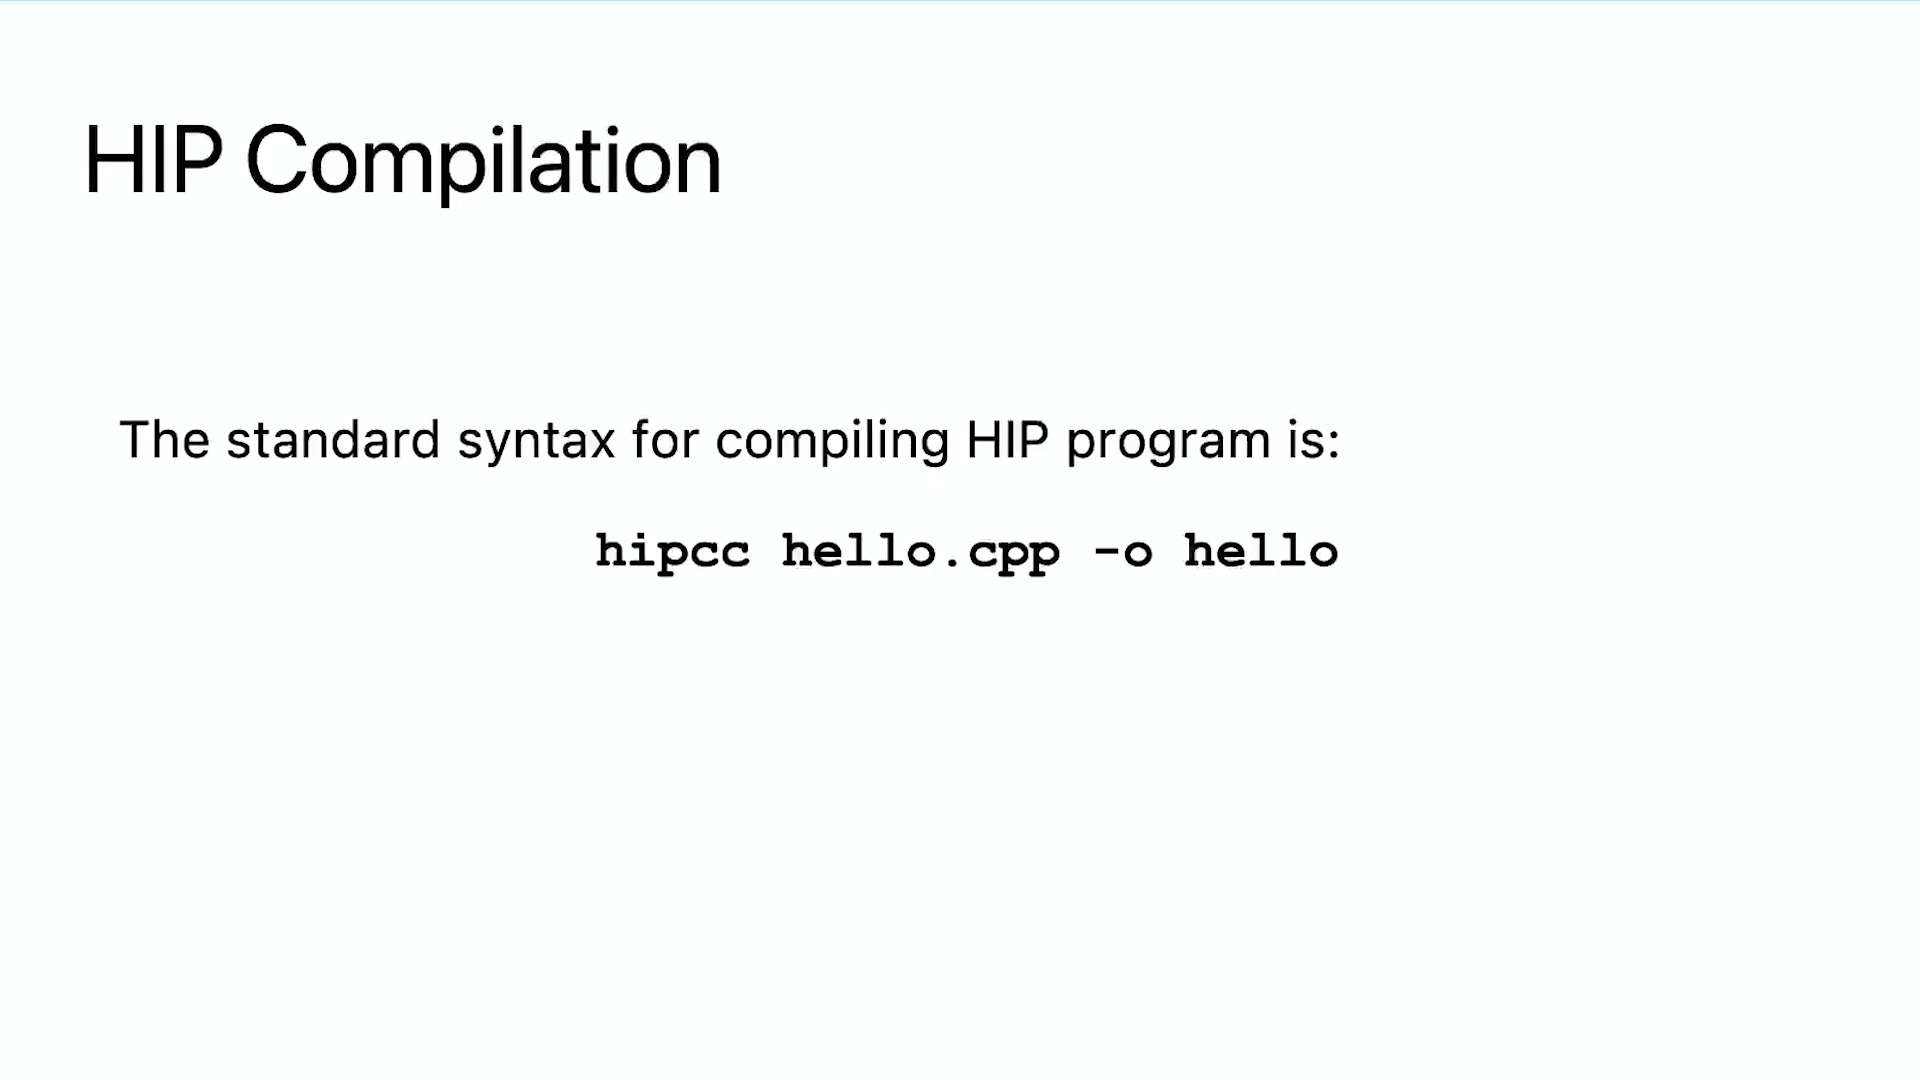 HIP Compilation
The standard syntax for compiling HIP program is:
hipcc hello.cpp -o hello